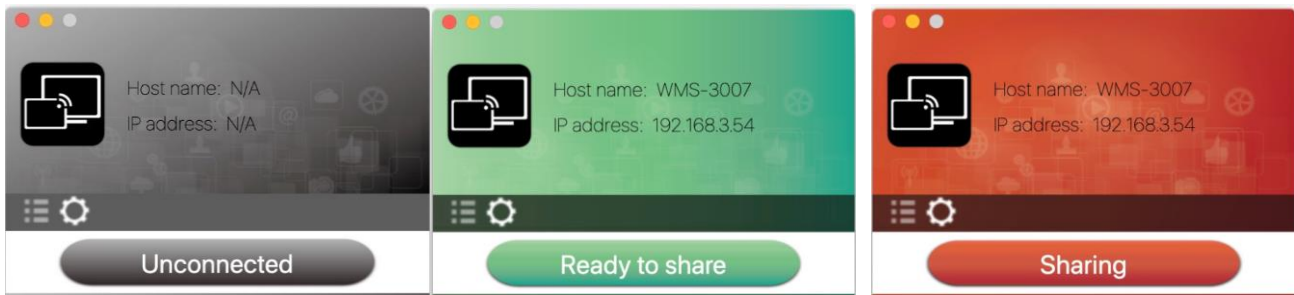 Host name: N/A
IP address: N/A
Unconnected
Host name: WMS-3007
IP address: 192.168.3.54
Ready to share
Host name: WMS-3007
IP address: 192.168.3.54
Sharing